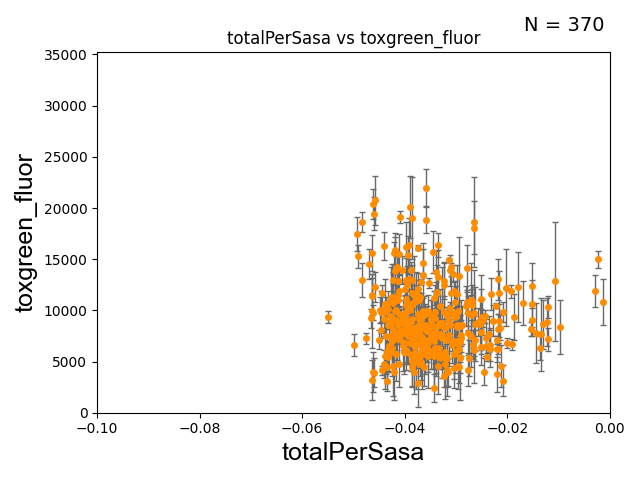 N = 370
totalPerSasa vs toxgreen_fluor
35000
30000
25000
20000
15000
10000
5000
0
toxgreen_fluor
−0.10 −0.08 −0.06 −0.04 −0.02 0.00
totalPerSasa